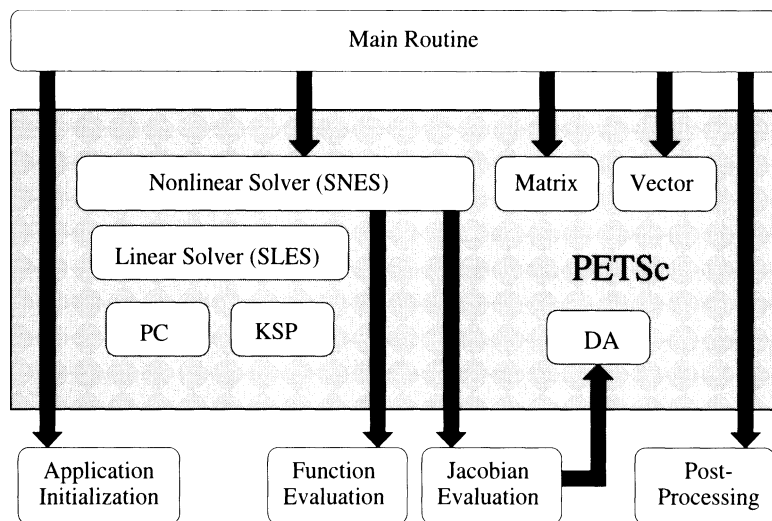 Main Routine
Nonlinear Solver (SNES)
Matrix
Vector
Linear Solver (SLES)
PETSc
PC
KSP
DA
Application
Initialization
Function
Evaluation
Jacobian
Evaluation
Post-
Processing